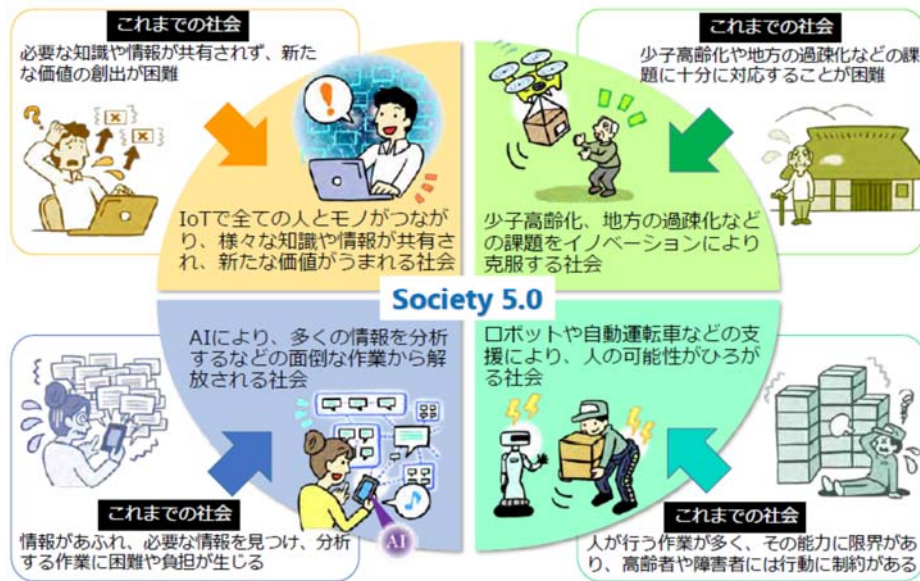 これまでの社会
必要な知識や情報が共有されず、新た
な価値の創出が困難
IoTで全ての人とモノがつなが
り、様々な知識や情報が共有さ
れ、新たな価値がうまれる社会
これまでの社会
少子高齢化や地方の過疎化などの課
題に十分に対応することが困難
少子高齢化、地方の過疎化などの
課題をイノベーションにより
克服する社会
Society 5.0
AIにより、多くの情報を分析
するなどの面倒な作業から解
放される社会
AI
これまでの社会
情報があふれ、必要な情報を見つけ、分析
する作業に困難や負担が生じる
ロボットや自動運転車などの支
援により、人の可能性がひろが
る社会
これまでの社会
人が行う作業が多く、その能力に限界があ
り、高齢者や障害者には行動に制約がある